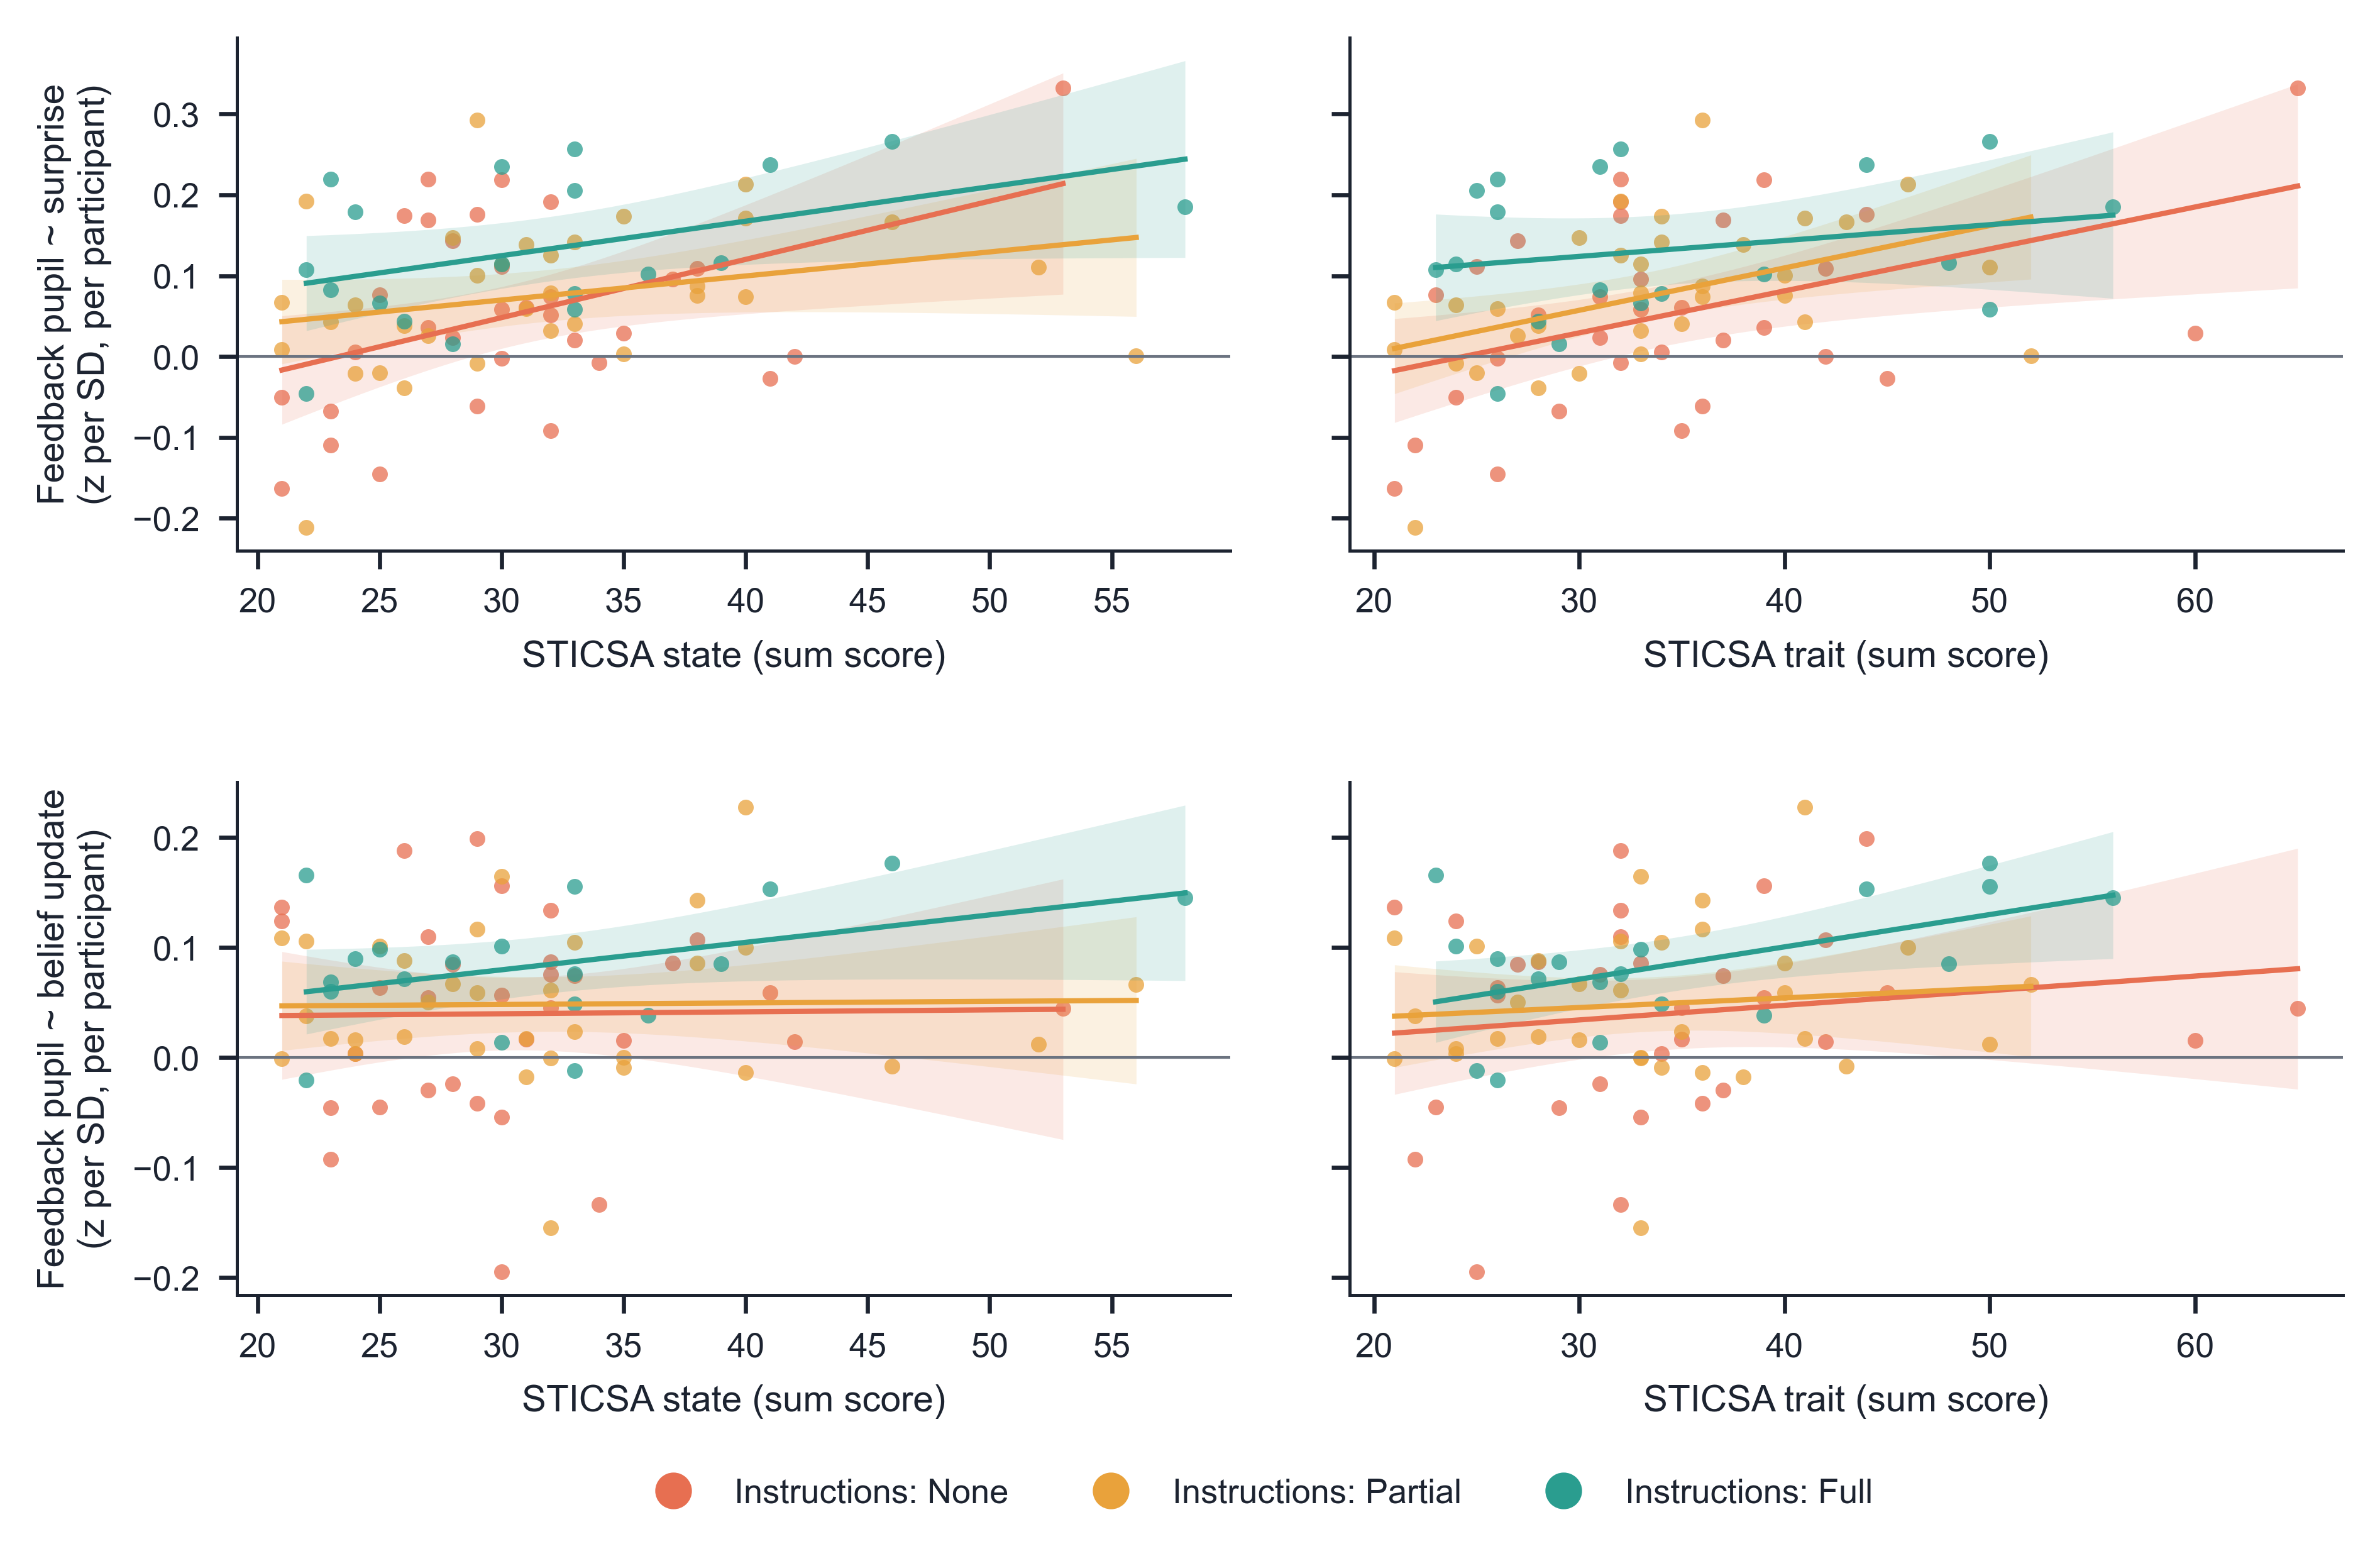 Feedback pupil ~ surprise
(z per SD, per participant)
0.3
0.2
0.1
0.0
−0.1
−0.2
20 25 30 35 40 45 50 55
STICSA state (sum score)
20 30 40 50 60
STICSA trait (sum score)
Feedback pupil ~ belief update
(z per SD, per participant)
0.2
0.1
0.0
−0.1
−0.2
20 25 30 35 40 45 50 55
STICSA state (sum score)
20 30 40 50 60
STICSA trait (sum score)
Instructions: None Instructions: Partial Instructions: Full